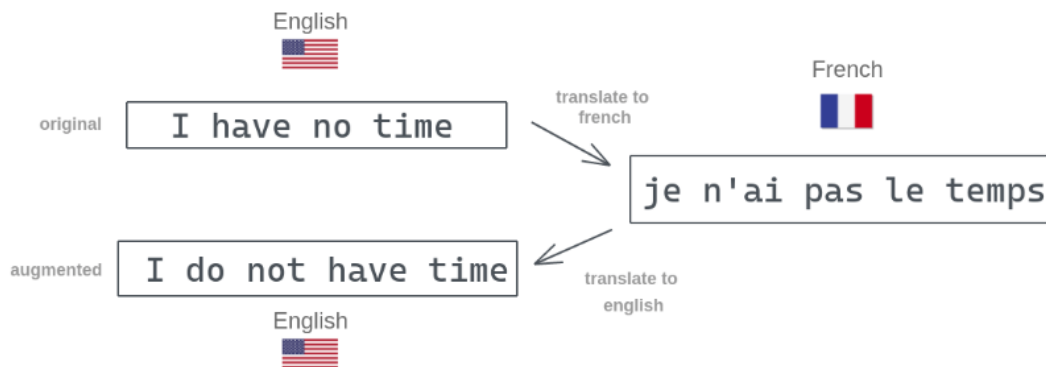 English
French
original
I have no time
translate to
french
je n'ai pas le temps
augmented
I do not have time
translate to
english
English